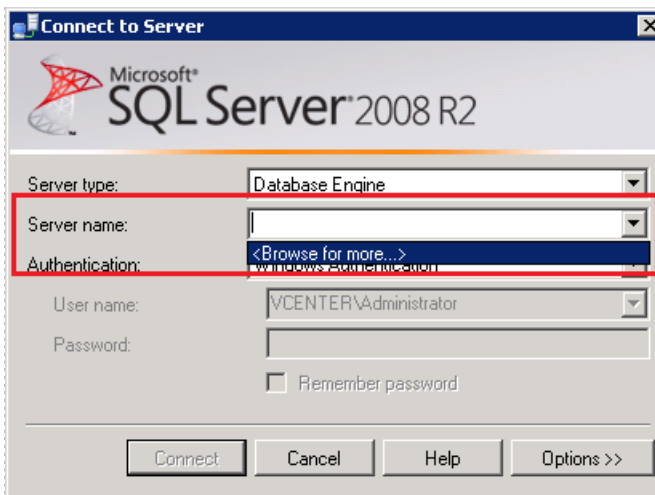 Connect to Server
Microsoft®
SQL Server® 2008 R2
Server type: Database Engine
Server name:
<Browse for more...>
Authentication: Windows Authentication
User name: VCENTER\Administrator
Password:
Remember password
Connect Cancel Help Options >>